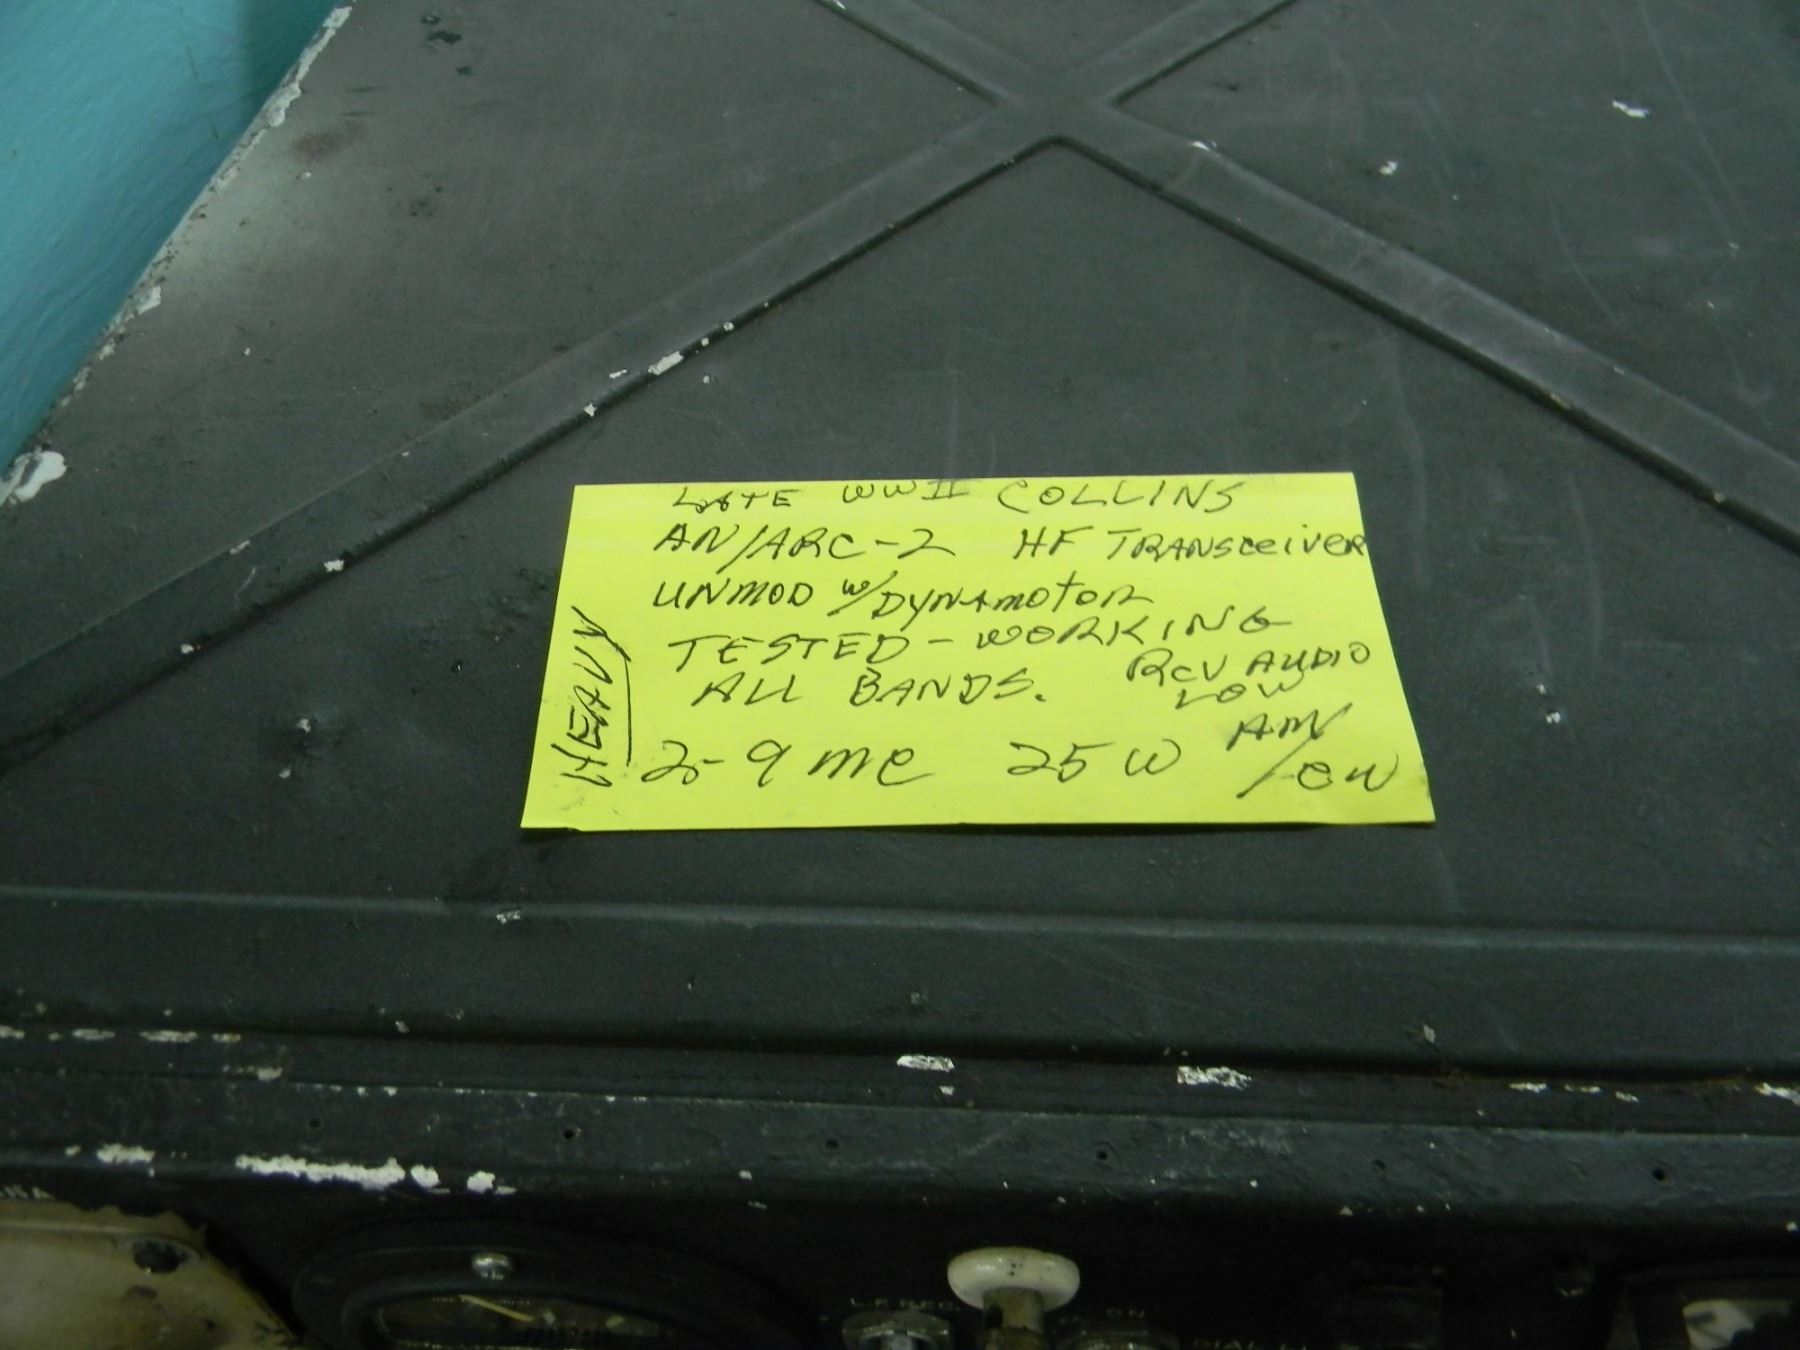 LATE WWII COLLINS
AN/ARC-2 HF TRANSCEIVER
UNMOD W/DYNAMOTOR
TESTED - WORKING
ALL BANDS. RCV AUDIO
LOW
2-9 MC 25 W AM
/CW
HEAVY
ON